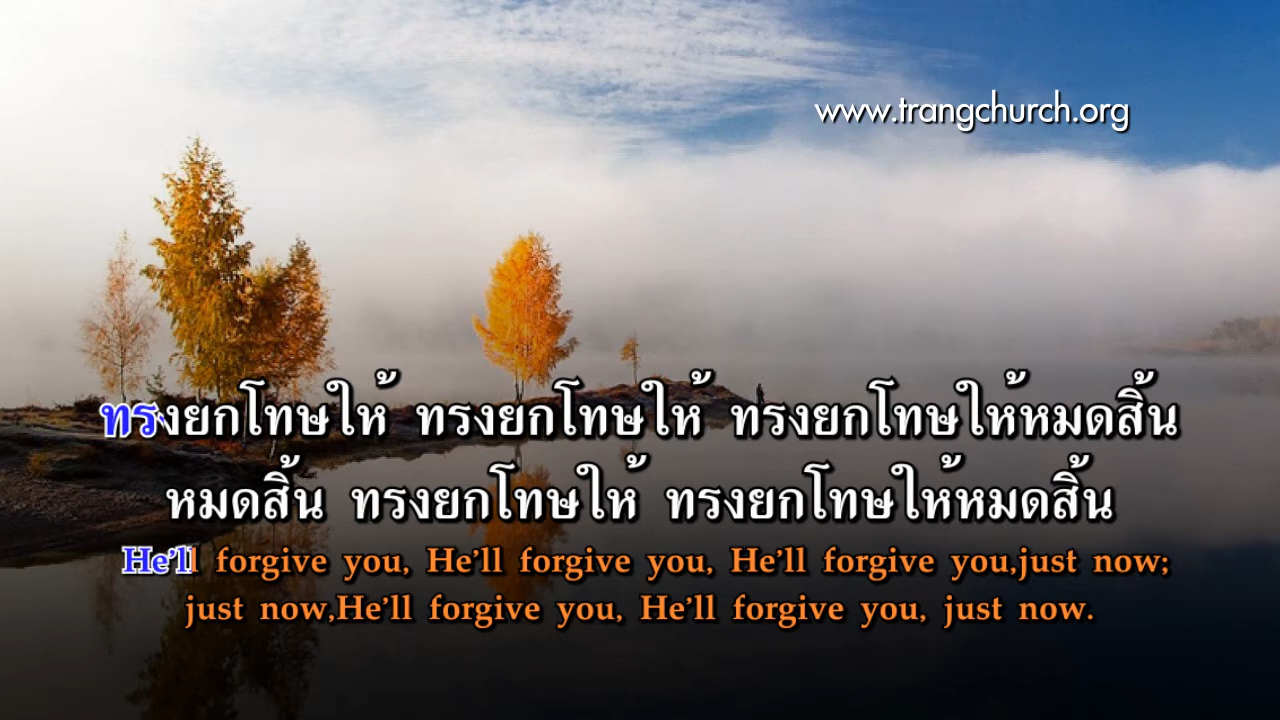 www.trangchurch.org
ทรงยกโทษให้ ทรงยกโทษให้ ทรงยกโทษให้หมดสิ้น
หมดสิ้น ทรงยกโทษให้ ทรงยกโทษให้หมดสิ้น
He’ll forgive you, He’ll forgive you, He’ll forgive you,just now;
just now,He’ll forgive you, He’ll forgive you, just now.